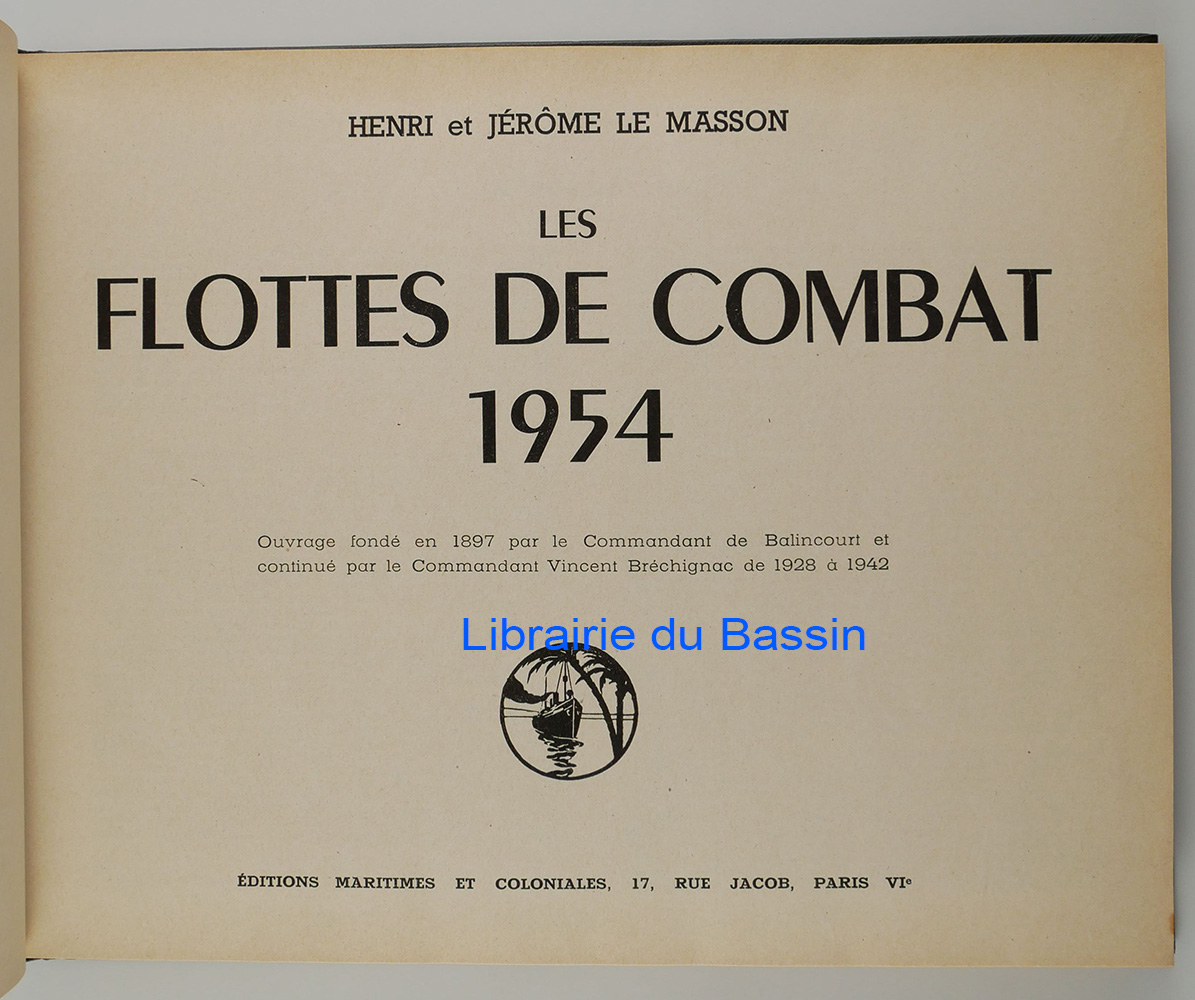 HENRI et JÉRÔME LE MASSON
LES
FLOTTES DE COMBAT
1954
Ouvrage fondé en 1897 par le Commandant de Balincourt et
continué par le Commandant Vincent Bréchignac de 1928 à 1942
Librairie du Bassin
ÉDITIONS MARITIMES ET COLONIALES, 17, RUE JACOB, PARIS VIe